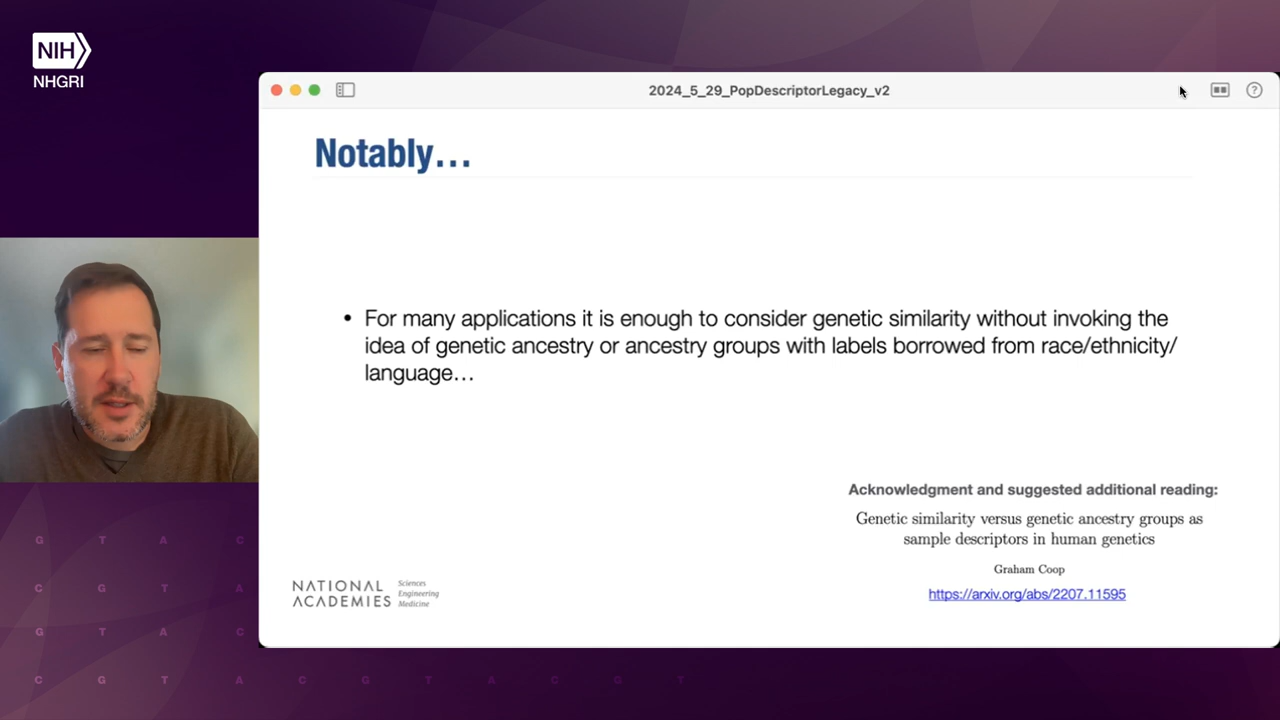 NIH
NHGRI
2024_5_29_PopDescriptorLegacy_v2
?
Notably…
• For many applications it is enough to consider genetic similarity without invoking the
idea of genetic ancestry or ancestry groups with labels borrowed from race/ethnicity/
language…
Acknowledgment and suggested additional reading:
Genetic similarity versus genetic ancestry groups as
sample descriptors in human genetics
Graham Coop
https://arxiv.org/abs/2207.11595
NATIONAL
ACADEMIES
Sciences
Engineering
Medicine
G T A C
C G T A
G T A C
C G T A C G T A C G T